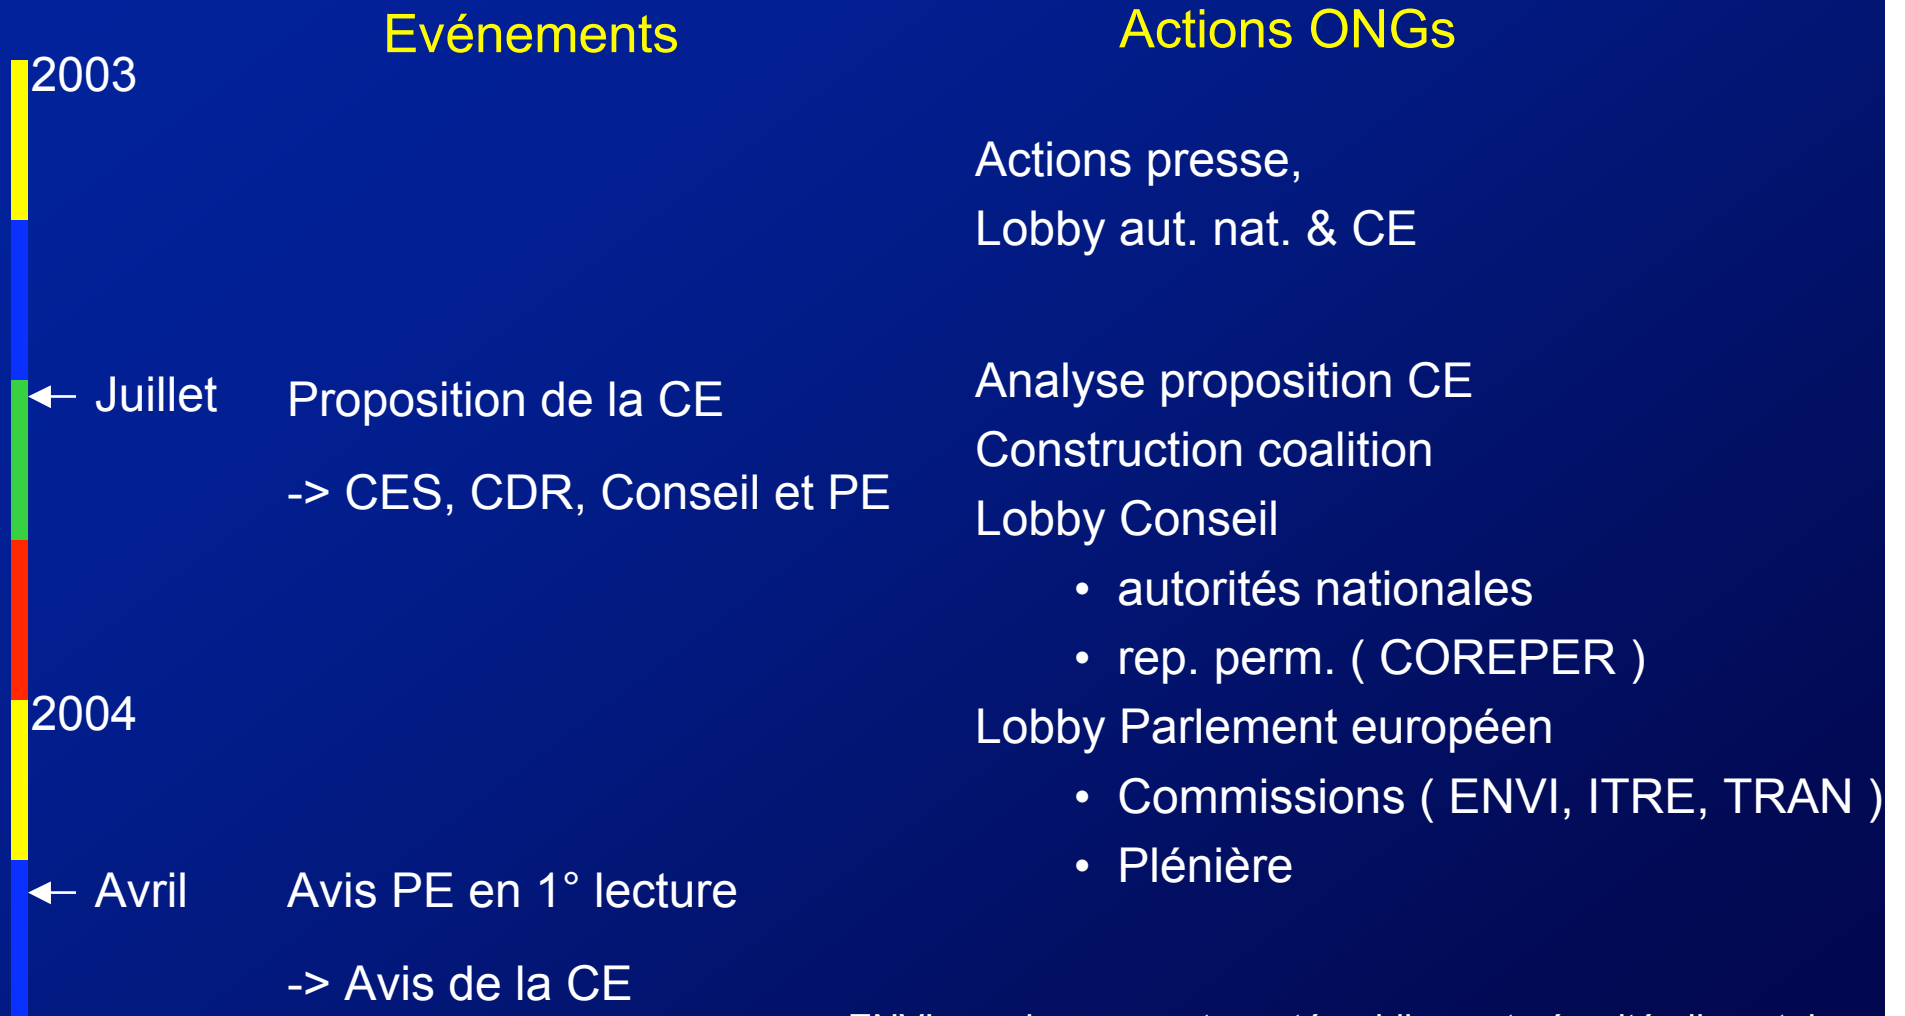 Evénements
Actions ONGs
2003
Actions presse,
Lobby aut. nat. & CE
Juillet
Proposition de la CE
-> CES, CDR, Conseil et PE
Analyse proposition CE
Construction coalition
Lobby Conseil
• autorités nationales
• rep. perm. ( COREPER )
Lobby Parlement européen
• Commissions ( ENVI, ITRE, TRAN )
• Plénière
2004
Avril
Avis PE en 1° lecture
-> Avis de la CE